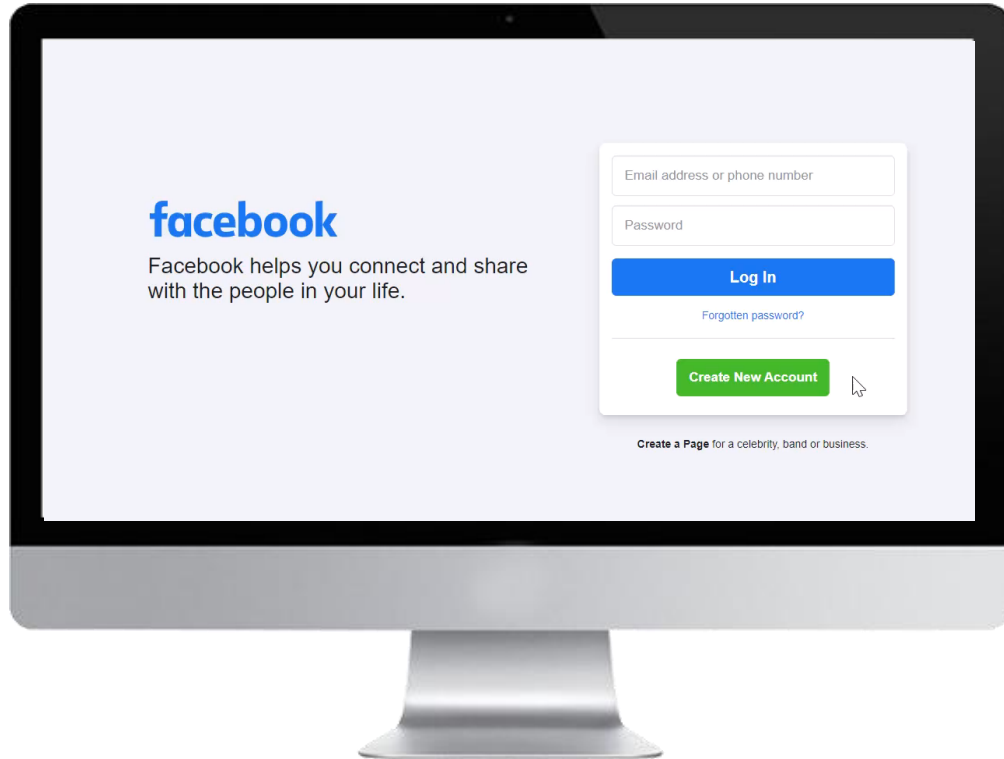 facebook
Facebook helps you connect and share
with the people in your life.
Email address or phone number
Password
Log In
Forgotten password?
Create New Account
Create a Page for a celebrity, band or business.